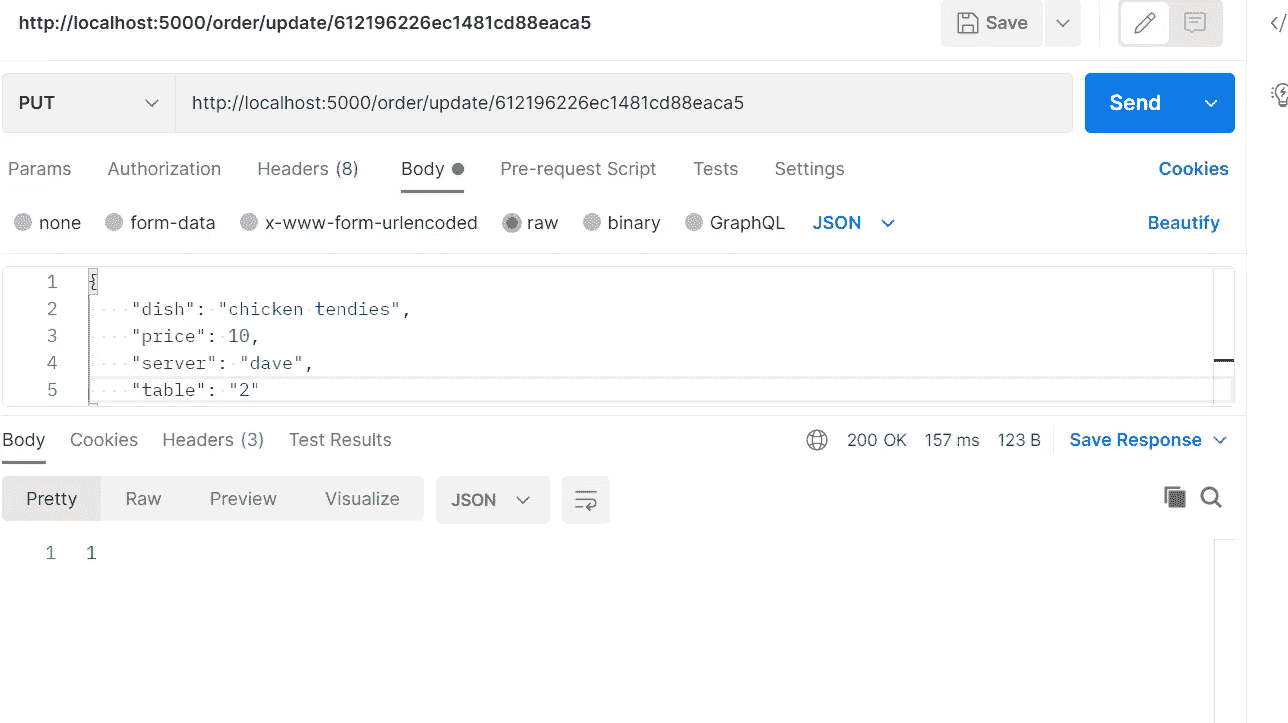 http://localhost:5000/order/update/612196226ec1481cd88eaca5
Save
PUT http://localhost:5000/order/update/612196226ec1481cd88eaca5 Send
Params Authorization Headers (8) Body Pre-request Script Tests Settings Cookies
none form-data x-www-form-urlencoded raw binary GraphQL JSON Beautify
1 {
2 "dish": "chicken tendies",
3 "price": 10,
4 "server": "dave",
5 "table": "2"
Body Cookies Headers (3) Test Results 200 OK 157 ms 123 B Save Response
Pretty Raw Preview Visualize JSON
1 1